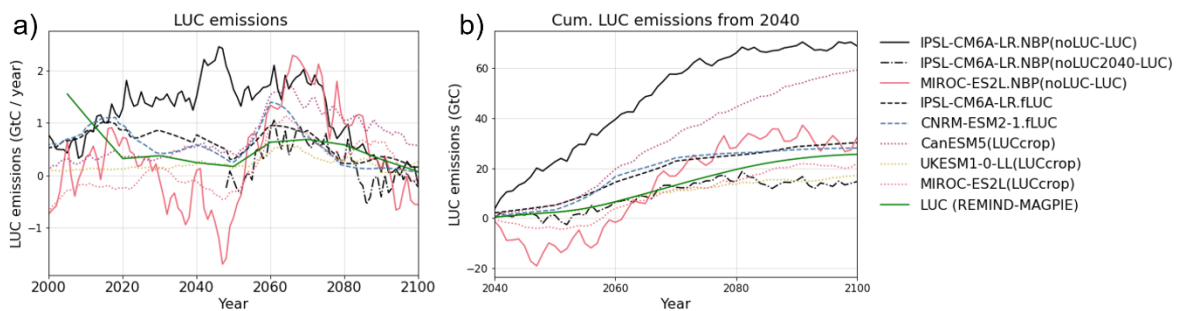 a)
LUC emissions
LUC emissions (GtC / year)
2
1
0
−1
2000
2020
2040
2060
2080
2100
Year
b)
Cum. LUC emissions from 2040
LUC emissions (GtC)
60
40
20
0
−20
2040
2060
2080
2100
Year
IPSL-CM6A-LR.NBP(noLUC-LUC)
IPSL-CM6A-LR.NBP(noLUC2040-LUC)
MIROC-ES2L.NBP(noLUC-LUC)
IPSL-CM6A-LR.fLUC
CNRM-ESM2-1.fLUC
CanESM5(LUCcrop)
UKESM1-0-LL(LUCcrop)
MIROC-ES2L(LUCcrop)
LUC (REMIND-MAGPIE)